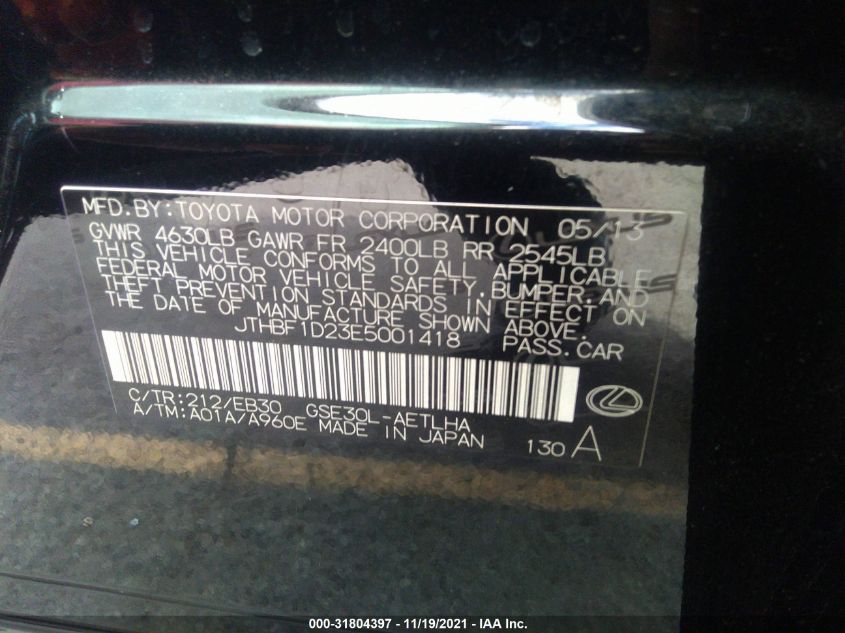 MFD.BY:TOYOTA MOTOR CORPORATION 05/13
GVWR 4630LB GAWR FR 2400LB RR 2545LB
THIS VEHICLE CONFORMS TO ALL APPLICABLE
FEDERAL MOTOR VEHICLE SAFETY,BUMPER,AND
THEFT PREVENTION STANDARDS IN EFFECT ON
THE DATE OF MANUFACTURE SHOWN ABOVE.
JTHBF1D23E5001418 PASS.CAR
C/TR:212/EB30 GSE30L-AETLHA
A/TM:A01A/A960E MADE IN JAPAN 130 A
000-31804397 - 11/19/2021 - IAA Inc.